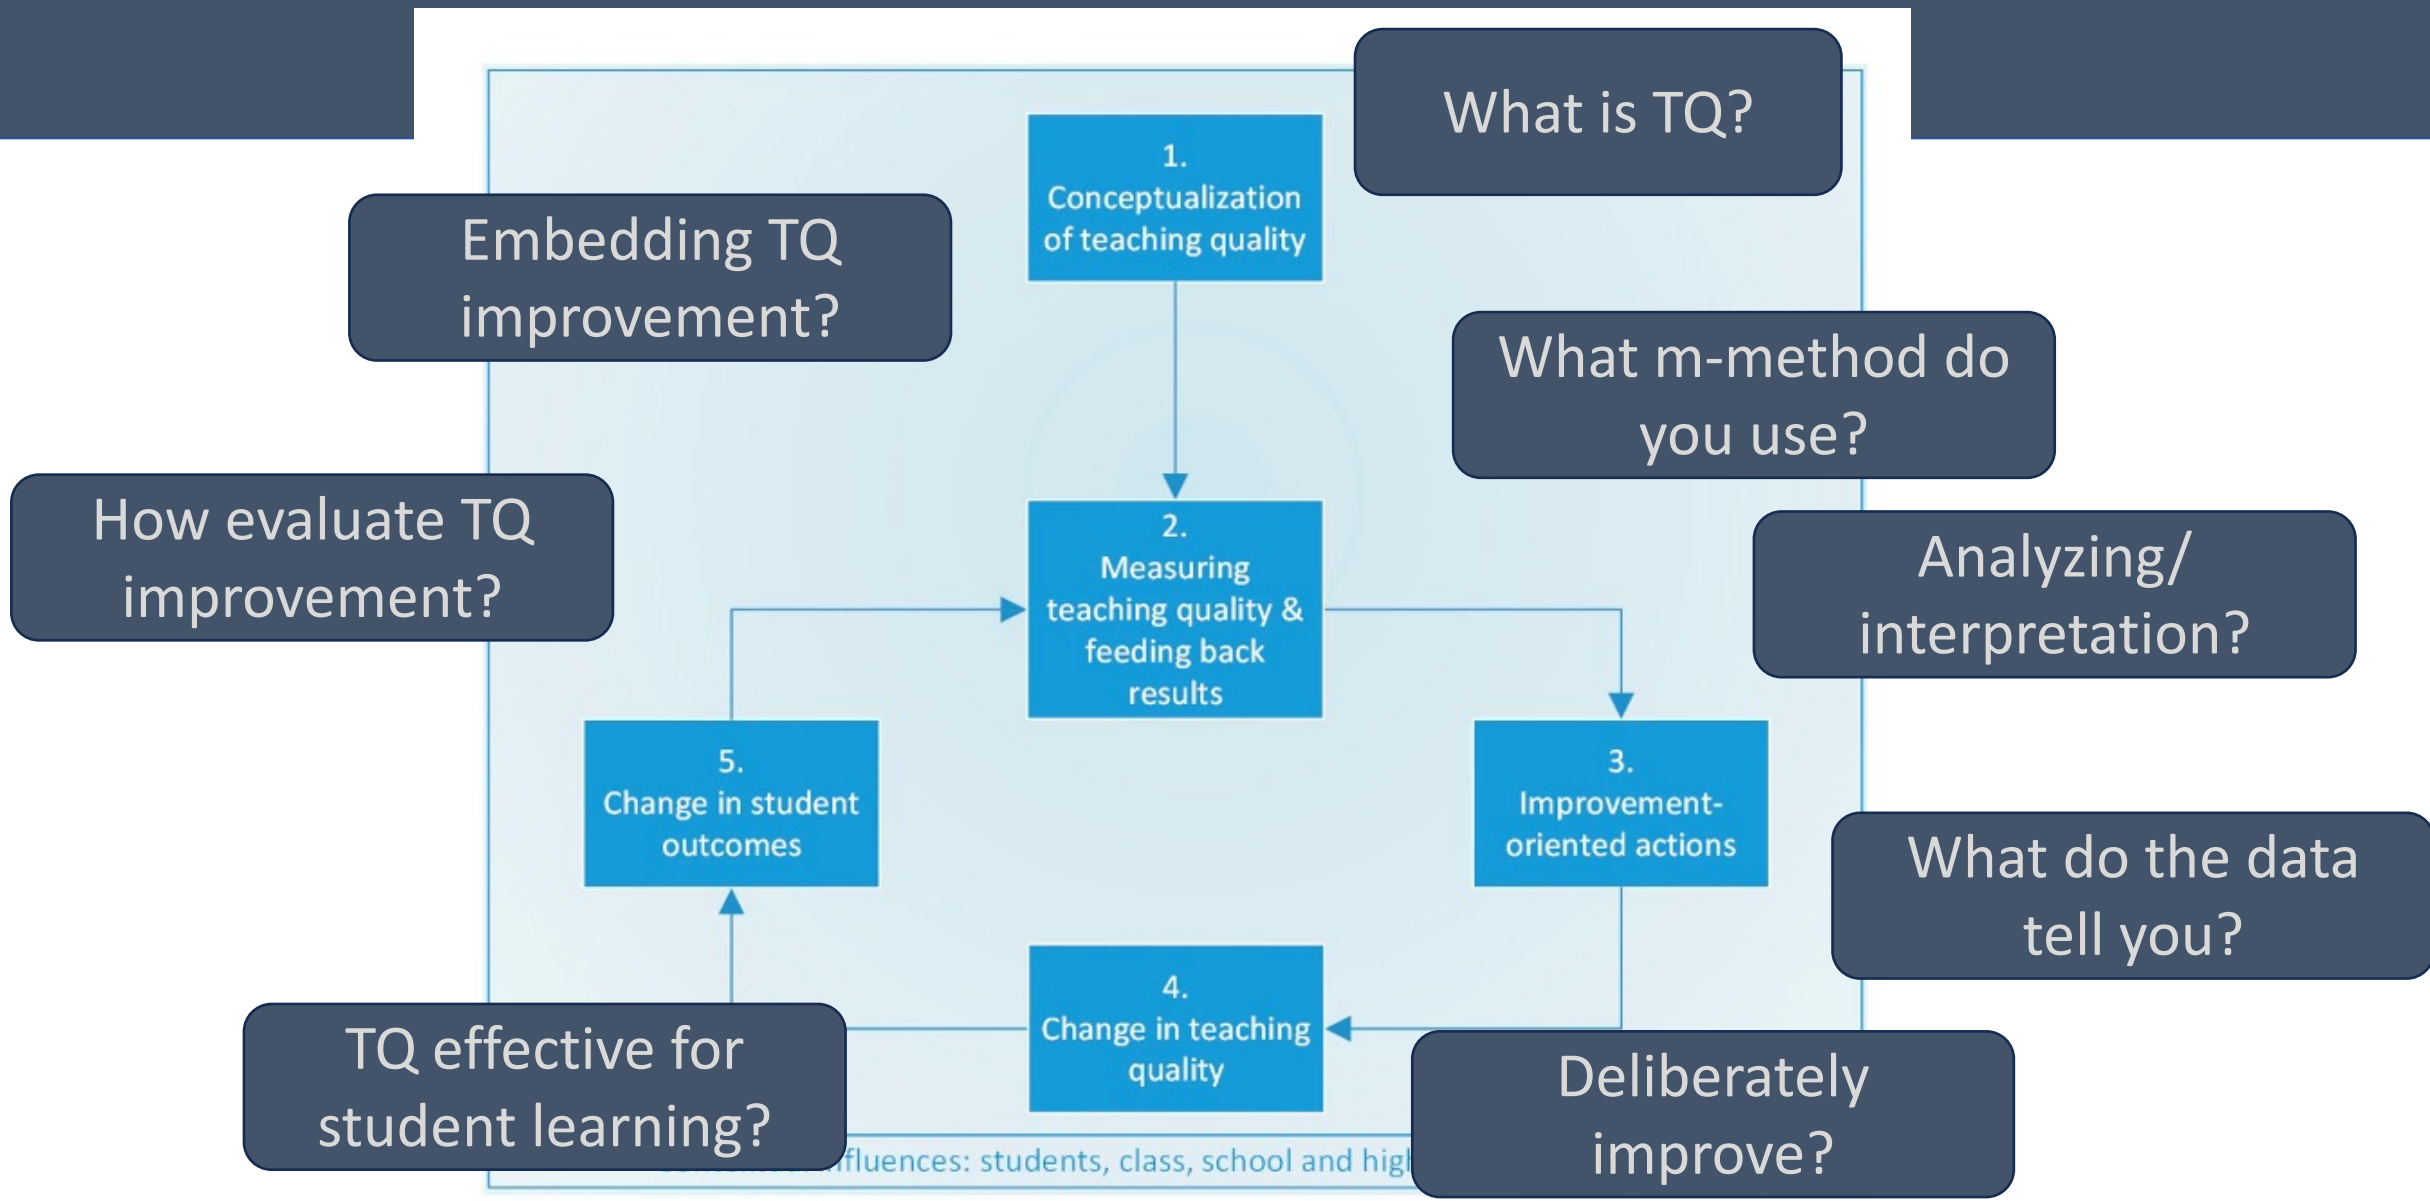 What is TQ?
1.
Conceptualization
of teaching quality
Embedding TQ
improvement?
What m-method do
you use?
How evaluate TQ
improvement?
2.
Measuring
teaching quality &
feeding back
results
Analyzing/
interpretation?
5.
Change in student
outcomes
3.
Improvement-
oriented actions
What do the data
tell you?
4.
Change in teaching
quality
TQ effective for
student learning?
Deliberately
improve?
students, class, school and